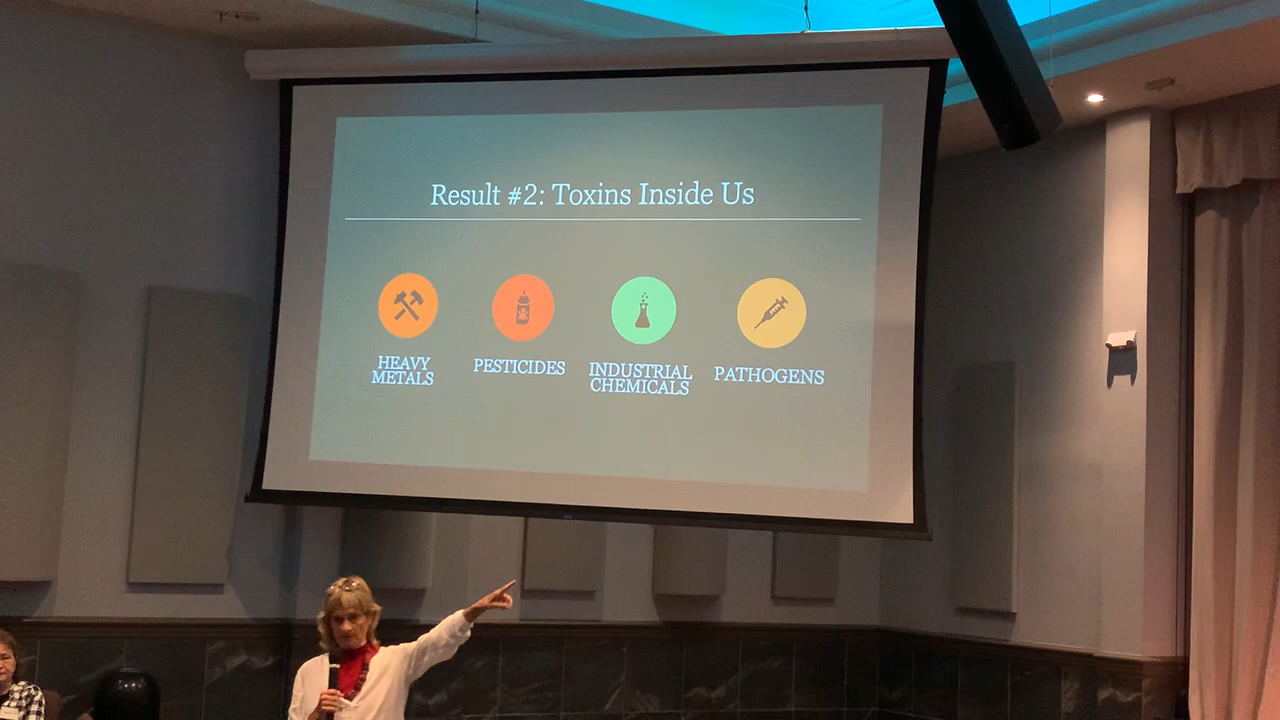 Result #2: Toxins Inside Us
HEAVY
METALS
PESTICIDES
INDUSTRIAL
CHEMICALS
PATHOGENS